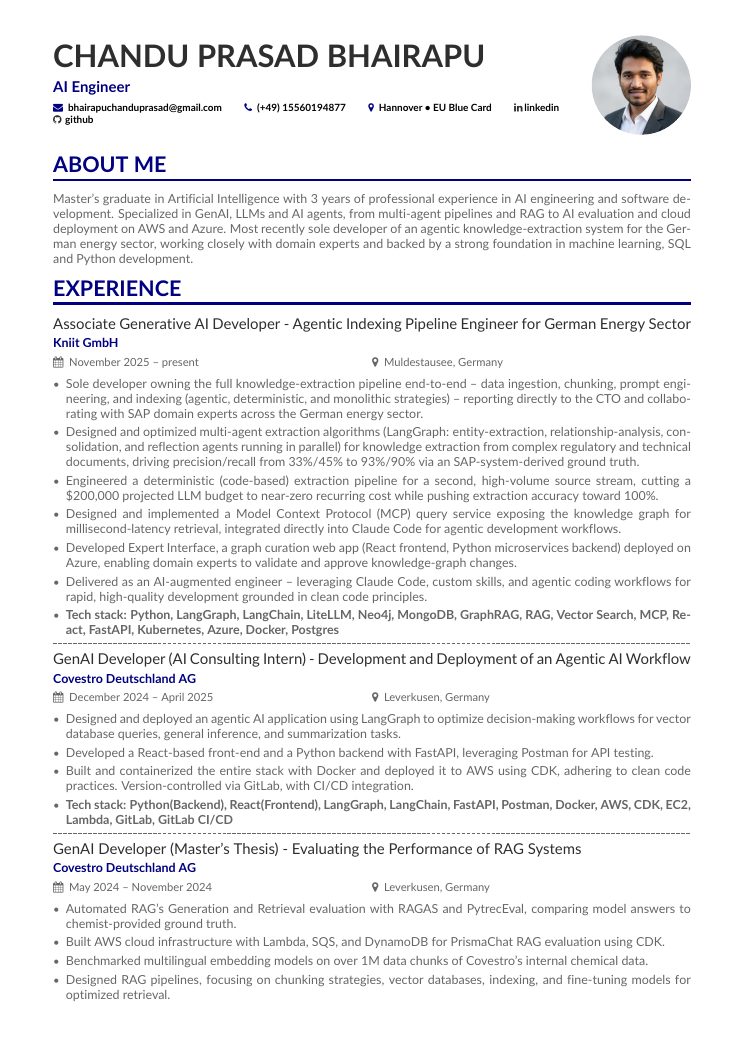 CHANDU PRASAD BHAIRAPU
AI Engineer
bhairapuchanduprasad@gmail.com (+49) 15560194877 Hannover • EU Blue Card linkedin
github
ABOUT ME
Master's graduate in Artificial Intelligence with 3 years of professional experience in AI engineering and software de-
velopment. Specialized in GenAI, LLMs and AI agents, from multi-agent pipelines and RAG to AI evaluation and cloud
deployment on AWS and Azure. Most recently sole developer of an agentic knowledge-extraction system for the Ger-
man energy sector, working closely with domain experts and backed by a strong foundation in machine learning, SQL
and Python development.
EXPERIENCE
Associate Generative AI Developer - Agentic Indexing Pipeline Engineer for German Energy Sector
Kniit GmbH
November 2025 – present Muldestausee, Germany
• Sole developer owning the full knowledge-extraction pipeline end-to-end – data ingestion, chunking, prompt engi-
neering, and indexing (agentic, deterministic, and monolithic strategies) – reporting directly to the CTO and collabo-
rating with SAP domain experts across the German energy sector.
• Designed and optimized multi-agent extraction algorithms (LangGraph: entity-extraction, relationship-analysis, con-
solidation, and reflection agents running in parallel) for knowledge extraction from complex regulatory and technical
documents, driving precision/recall from 33%/45% to 93%/90% via an SAP-system-derived ground truth.
• Engineered a deterministic (code-based) extraction pipeline for a second, high-volume source stream, cutting a
$200,000 projected LLM budget to near-zero recurring cost while pushing extraction accuracy toward 100%.
• Designed and implemented a Model Context Protocol (MCP) query service exposing the knowledge graph for
millisecond-latency retrieval, integrated directly into Claude Code for agentic development workflows.
• Developed Expert Interface, a graph curation web app (React frontend, Python microservices backend) deployed on
Azure, enabling domain experts to validate and approve knowledge-graph changes.
• Delivered as an AI-augmented engineer – leveraging Claude Code, custom skills, and agentic coding workflows for
rapid, high-quality development grounded in clean code principles.
• Tech stack: Python, LangGraph, LangChain, LiteLLM, Neo4j, MongoDB, GraphRAG, RAG, Vector Search, MCP, Re-
act, FastAPI, Kubernetes, Azure, Docker, Postgres
GenAI Developer (AI Consulting Intern) - Development and Deployment of an Agentic AI Workflow
Covestro Deutschland AG
December 2024 – April 2025 Leverkusen, Germany
• Designed and deployed an agentic AI application using LangGraph to optimize decision-making workflows for vector
database queries, general inference, and summarization tasks.
• Developed a React-based front-end and a Python backend with FastAPI, leveraging Postman for API testing.
• Built and containerized the entire stack with Docker and deployed it to AWS using CDK, adhering to clean code
practices. Version-controlled via GitLab, with CI/CD integration.
• Tech stack: Python(Backend), React(Frontend), LangGraph, LangChain, FastAPI, Postman, Docker, AWS, CDK, EC2,
Lambda, GitLab, GitLab CI/CD
GenAI Developer (Master's Thesis) - Evaluating the Performance of RAG Systems
Covestro Deutschland AG
May 2024 – November 2024 Leverkusen, Germany
• Automated RAG's Generation and Retrieval evaluation with RAGAS and PytrecEval, comparing model answers to
chemist-provided ground truth.
• Built AWS cloud infrastructure with Lambda, SQS, and DynamoDB for PrismaChat RAG evaluation using CDK.
• Benchmarked multilingual embedding models on over 1M data chunks of Covestro's internal chemical data.
• Designed RAG pipelines, focusing on chunking strategies, vector databases, indexing, and fine-tuning models for
optimized retrieval.